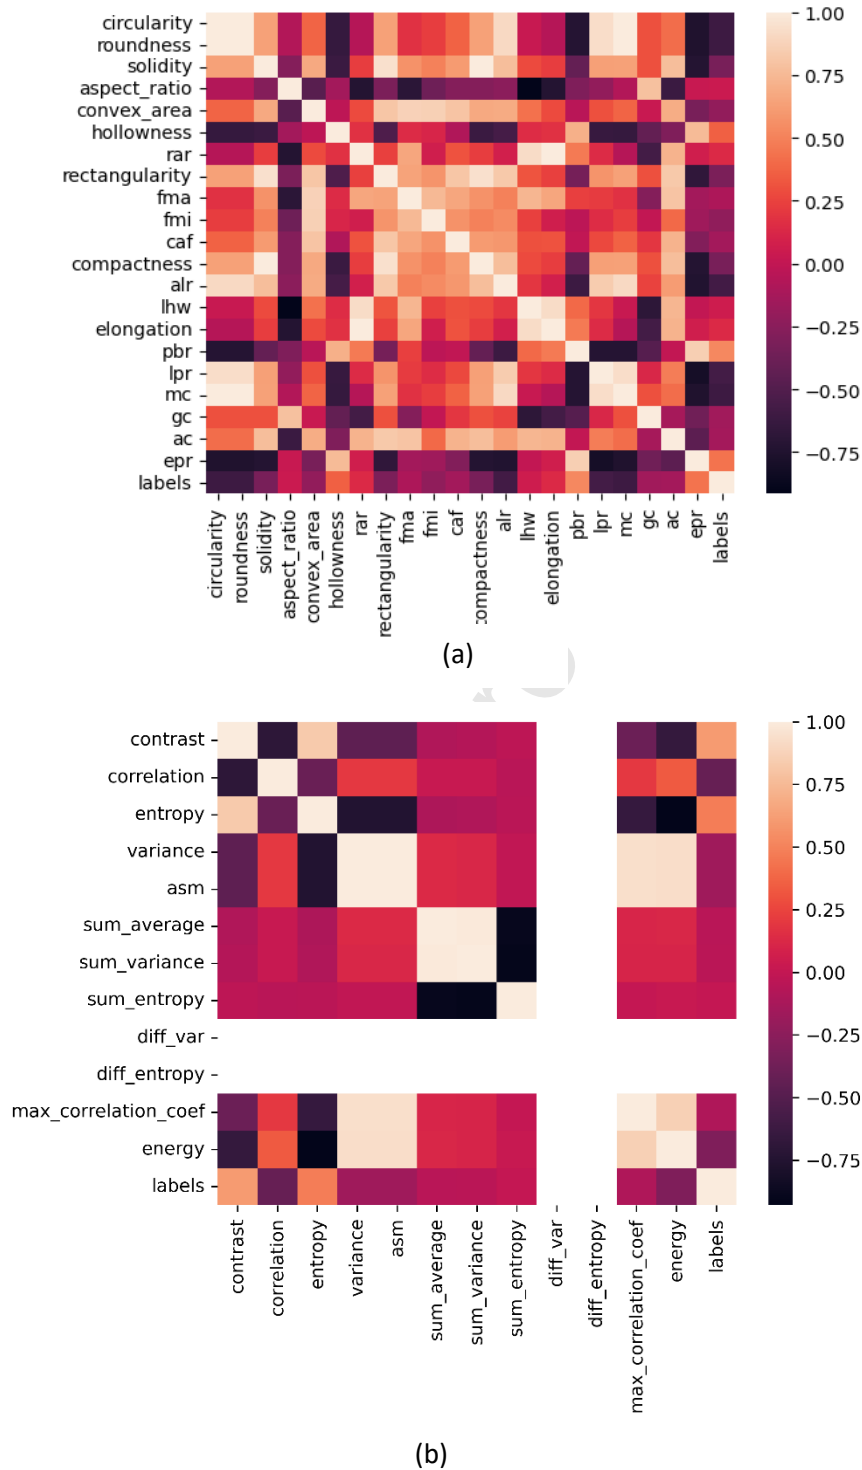 circularity
roundness
solidity
aspect_ratio
convex_area
hollowness
rar
rectangularity
fma
fmi
caf
compactness
alr
lhw
elongation
pbr
lpr
mc
gc
ac
epr
labels
1.00
0.75
0.50
0.25
0.00
−0.25
−0.50
−0.75
circularity
roundness
solidity
aspect_ratio
convex_area
hollowness
rar
rectangularity
fma
fmi
caf
compactness
alr
lhw
elongation
pbr
lpr
mc
gc
ac
epr
labels
(a)
contrast
correlation
entropy
variance
asm
sum_average
sum_variance
sum_entropy
diff_var
diff_entropy
max_correlation_coef
energy
labels
1.00
0.75
0.50
0.25
0.00
−0.25
−0.50
−0.75
contrast
correlation
entropy
variance
asm
sum_average
sum_variance
sum_entropy
diff_var
diff_entropy
max_correlation_coef
energy
labels
(b)